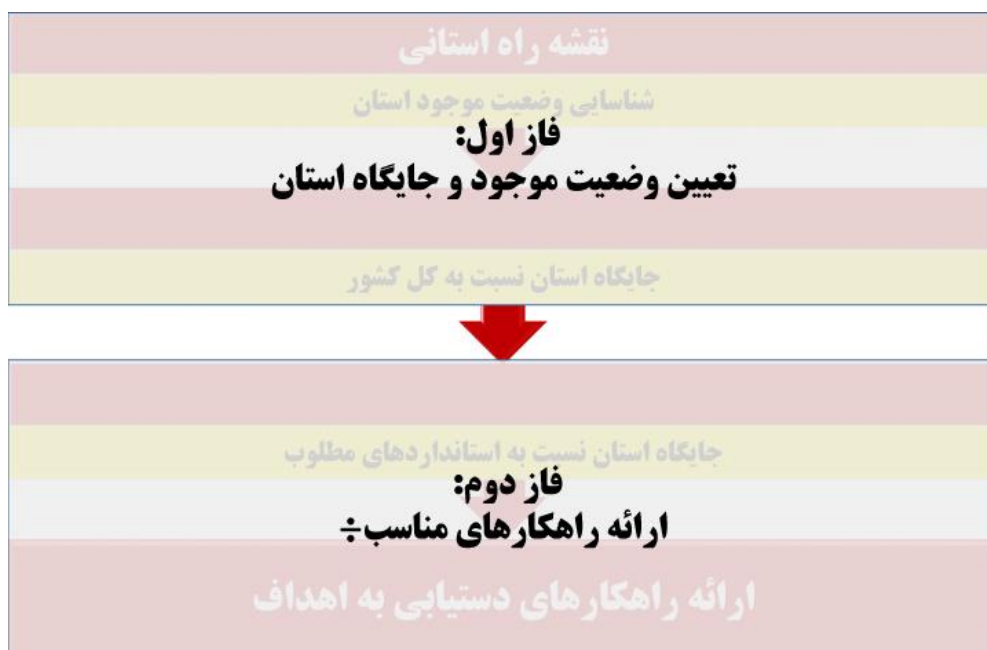 نقشه راه استانی
شناسایی وضعیت موجود استان
فاز اول:
تعیین وضعیت موجود و جایگاه استان
جایگاه استان نسبت به کل کشور
جایگاه استان نسبت به استانداردهای مطلوب
فاز دوم:
ارائه راهکارهای مناسب÷
ارائه راهکارهای دستیابی به اهداف